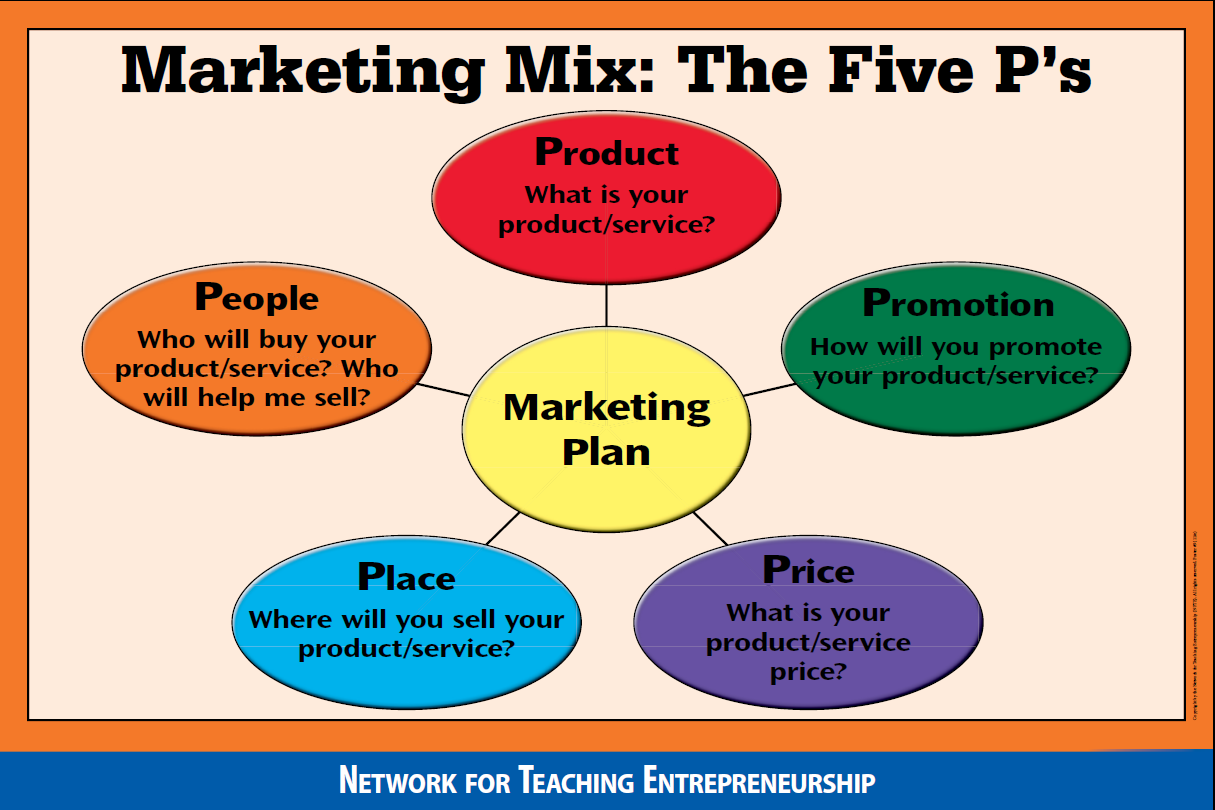 Marketing Mix: The Five P's
Product
What is your
product/service?
People
Who will buy your
product/service? Who
will help me sell?
Promotion
How will you promote
your product/service?
Marketing
Plan
Place
Where will you sell your
product/service?
Price
What is your
product/service
price?
NETWORK FOR TEACHING ENTREPRENEURSHIP